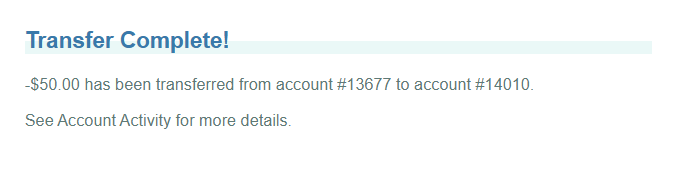 Transfer Complete!
-$50.00 has been transferred from account #13677 to account #14010.
See Account Activity for more details.